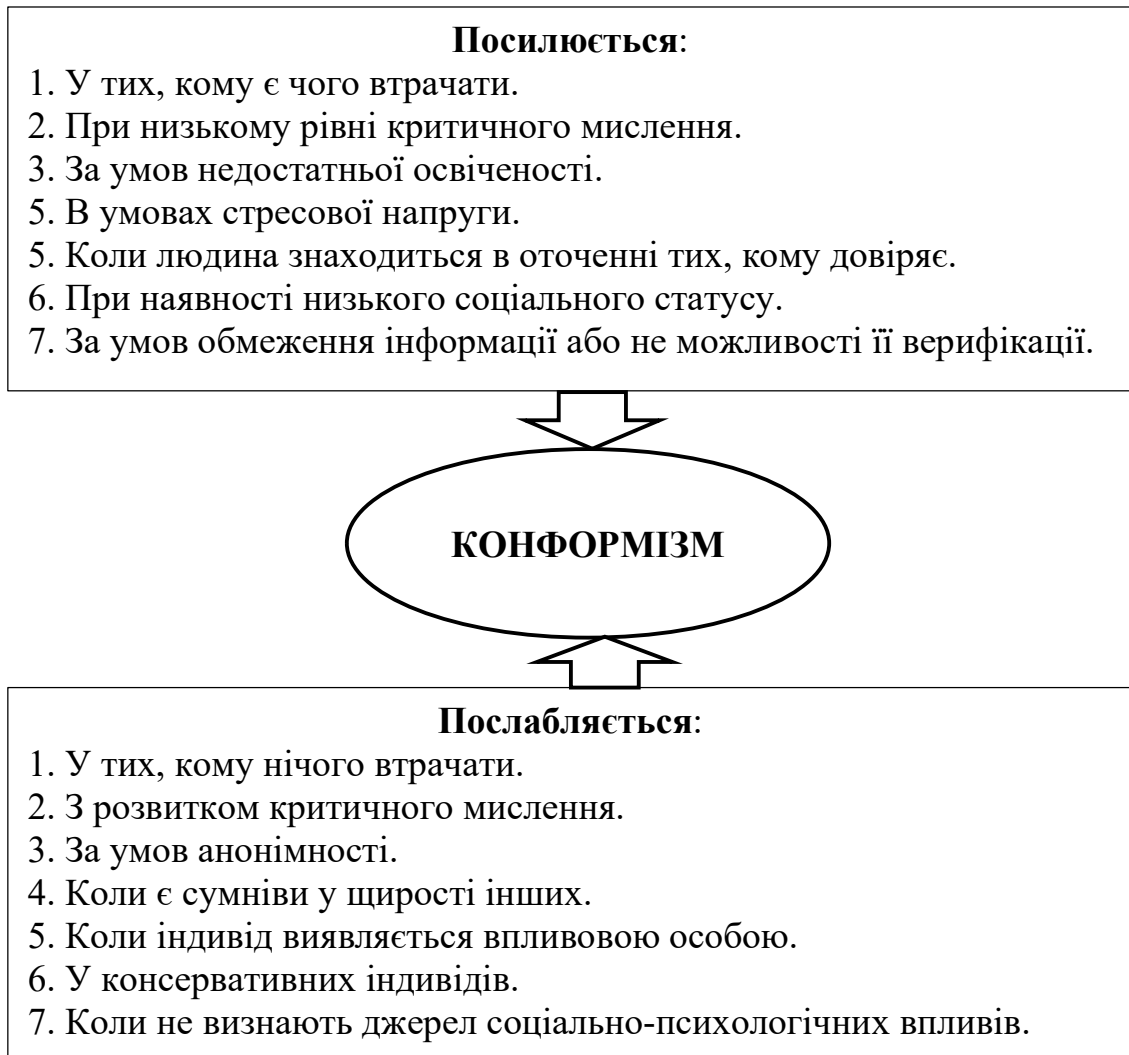 Посилюється:
1. У тих, кому є чого втрачати.
2. При низькому рівні критичного мислення.
3. За умов недостатньої освіченості.
5. В умовах стресової напруги.
5. Коли людина знаходиться в оточенні тих, кому довіряє.
6. При наявності низького соціального статусу.
7. За умов обмеження інформації або не можливості її верифікації.
КОНФОРМІЗМ
Послабляється:
1. У тих, кому нічого втрачати.
2. З розвитком критичного мислення.
3. За умов анонімності.
4. Коли є сумніви у щирості інших.
5. Коли індивід виявляється впливовою особою.
6. У консервативних індивідів.
7. Коли не визнають джерел соціально-психологічних впливів.